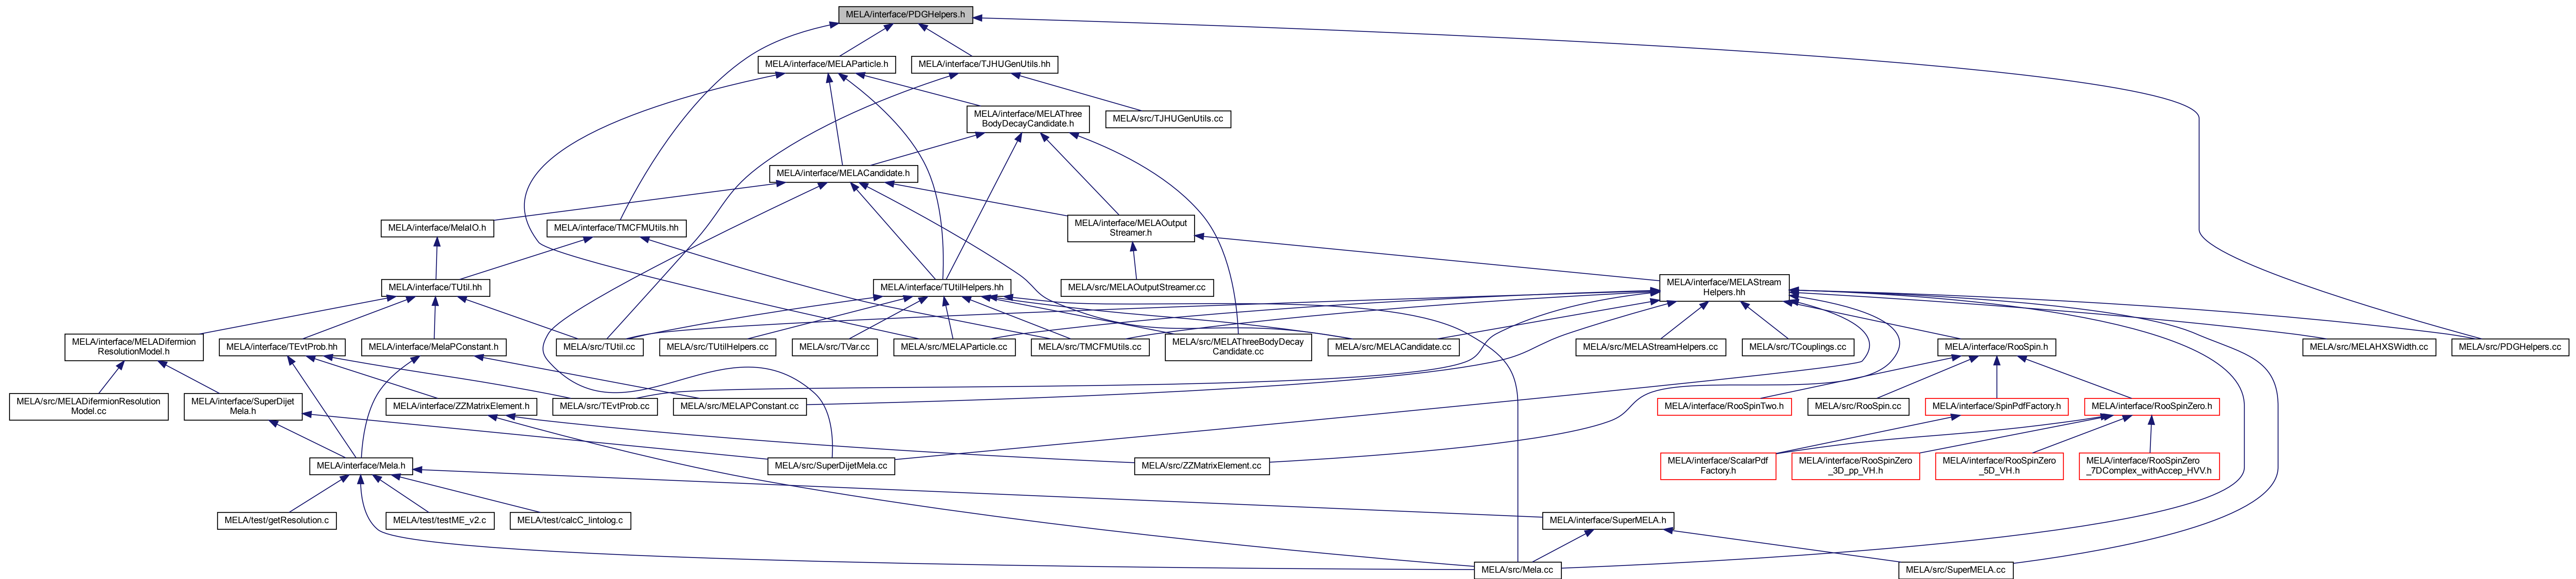 MELA/interface/PDGHelpers.h
MELA/interface/MELAParticle.h
MELA/interface/TJHUGenUtils.hh
MELA/interface/MELAThree
BodyDecayCandidate.h
MELA/src/TJHUGenUtils.cc
MELA/interface/MELACandidate.h
MELA/interface/MelaIO.h
MELA/interface/TMCFMUtils.hh
MELA/interface/MELAOutput
Streamer.h
MELA/interface/TUtil.hh
MELA/interface/TUtilHelpers.hh
MELA/src/MELAOutputStreamer.cc
MELA/interface/MELAStream
Helpers.hh
MELA/interface/MELADifermion
ResolutionModel.h
MELA/interface/TEvtProb.hh
MELA/interface/MelaPConstant.h
MELA/src/TUtil.cc
MELA/src/TUtilHelpers.cc
MELA/src/TVar.cc
MELA/src/MELAParticle.cc
MELA/src/TMCFMUtils.cc
MELA/src/MELAThreeBodyDecay
Candidate.cc
MELA/src/MELACandidate.cc
MELA/src/MELAStreamHelpers.cc
MELA/src/TCouplings.cc
MELA/interface/RooSpin.h
MELA/src/MELAHXSWidth.cc
MELA/src/PDGHelpers.cc
MELA/src/MELADifermionResolution
Model.cc
MELA/interface/SuperDijet
Mela.h
MELA/interface/ZZMatrixElement.h
MELA/src/TEvtProb.cc
MELA/src/MELAPConstant.cc
MELA/interface/RooSpinTwo.h
MELA/src/RooSpin.cc
MELA/interface/SpinPdfFactory.h
MELA/interface/RooSpinZero.h
MELA/interface/Mela.h
MELA/src/SuperDijetMela.cc
MELA/src/ZZMatrixElement.cc
MELA/interface/ScalarPdf
Factory.h
MELA/interface/RooSpinZero
_3D_pp_VH.h
MELA/interface/RooSpinZero
_5D_VH.h
MELA/interface/RooSpinZero
_7DComplex_withAccep_HVV.h
MELA/test/getResolution.c
MELA/test/testME_v2.c
MELA/test/calcC_lintolog.c
MELA/interface/SuperMELA.h
MELA/src/Mela.cc
MELA/src/SuperMELA.cc